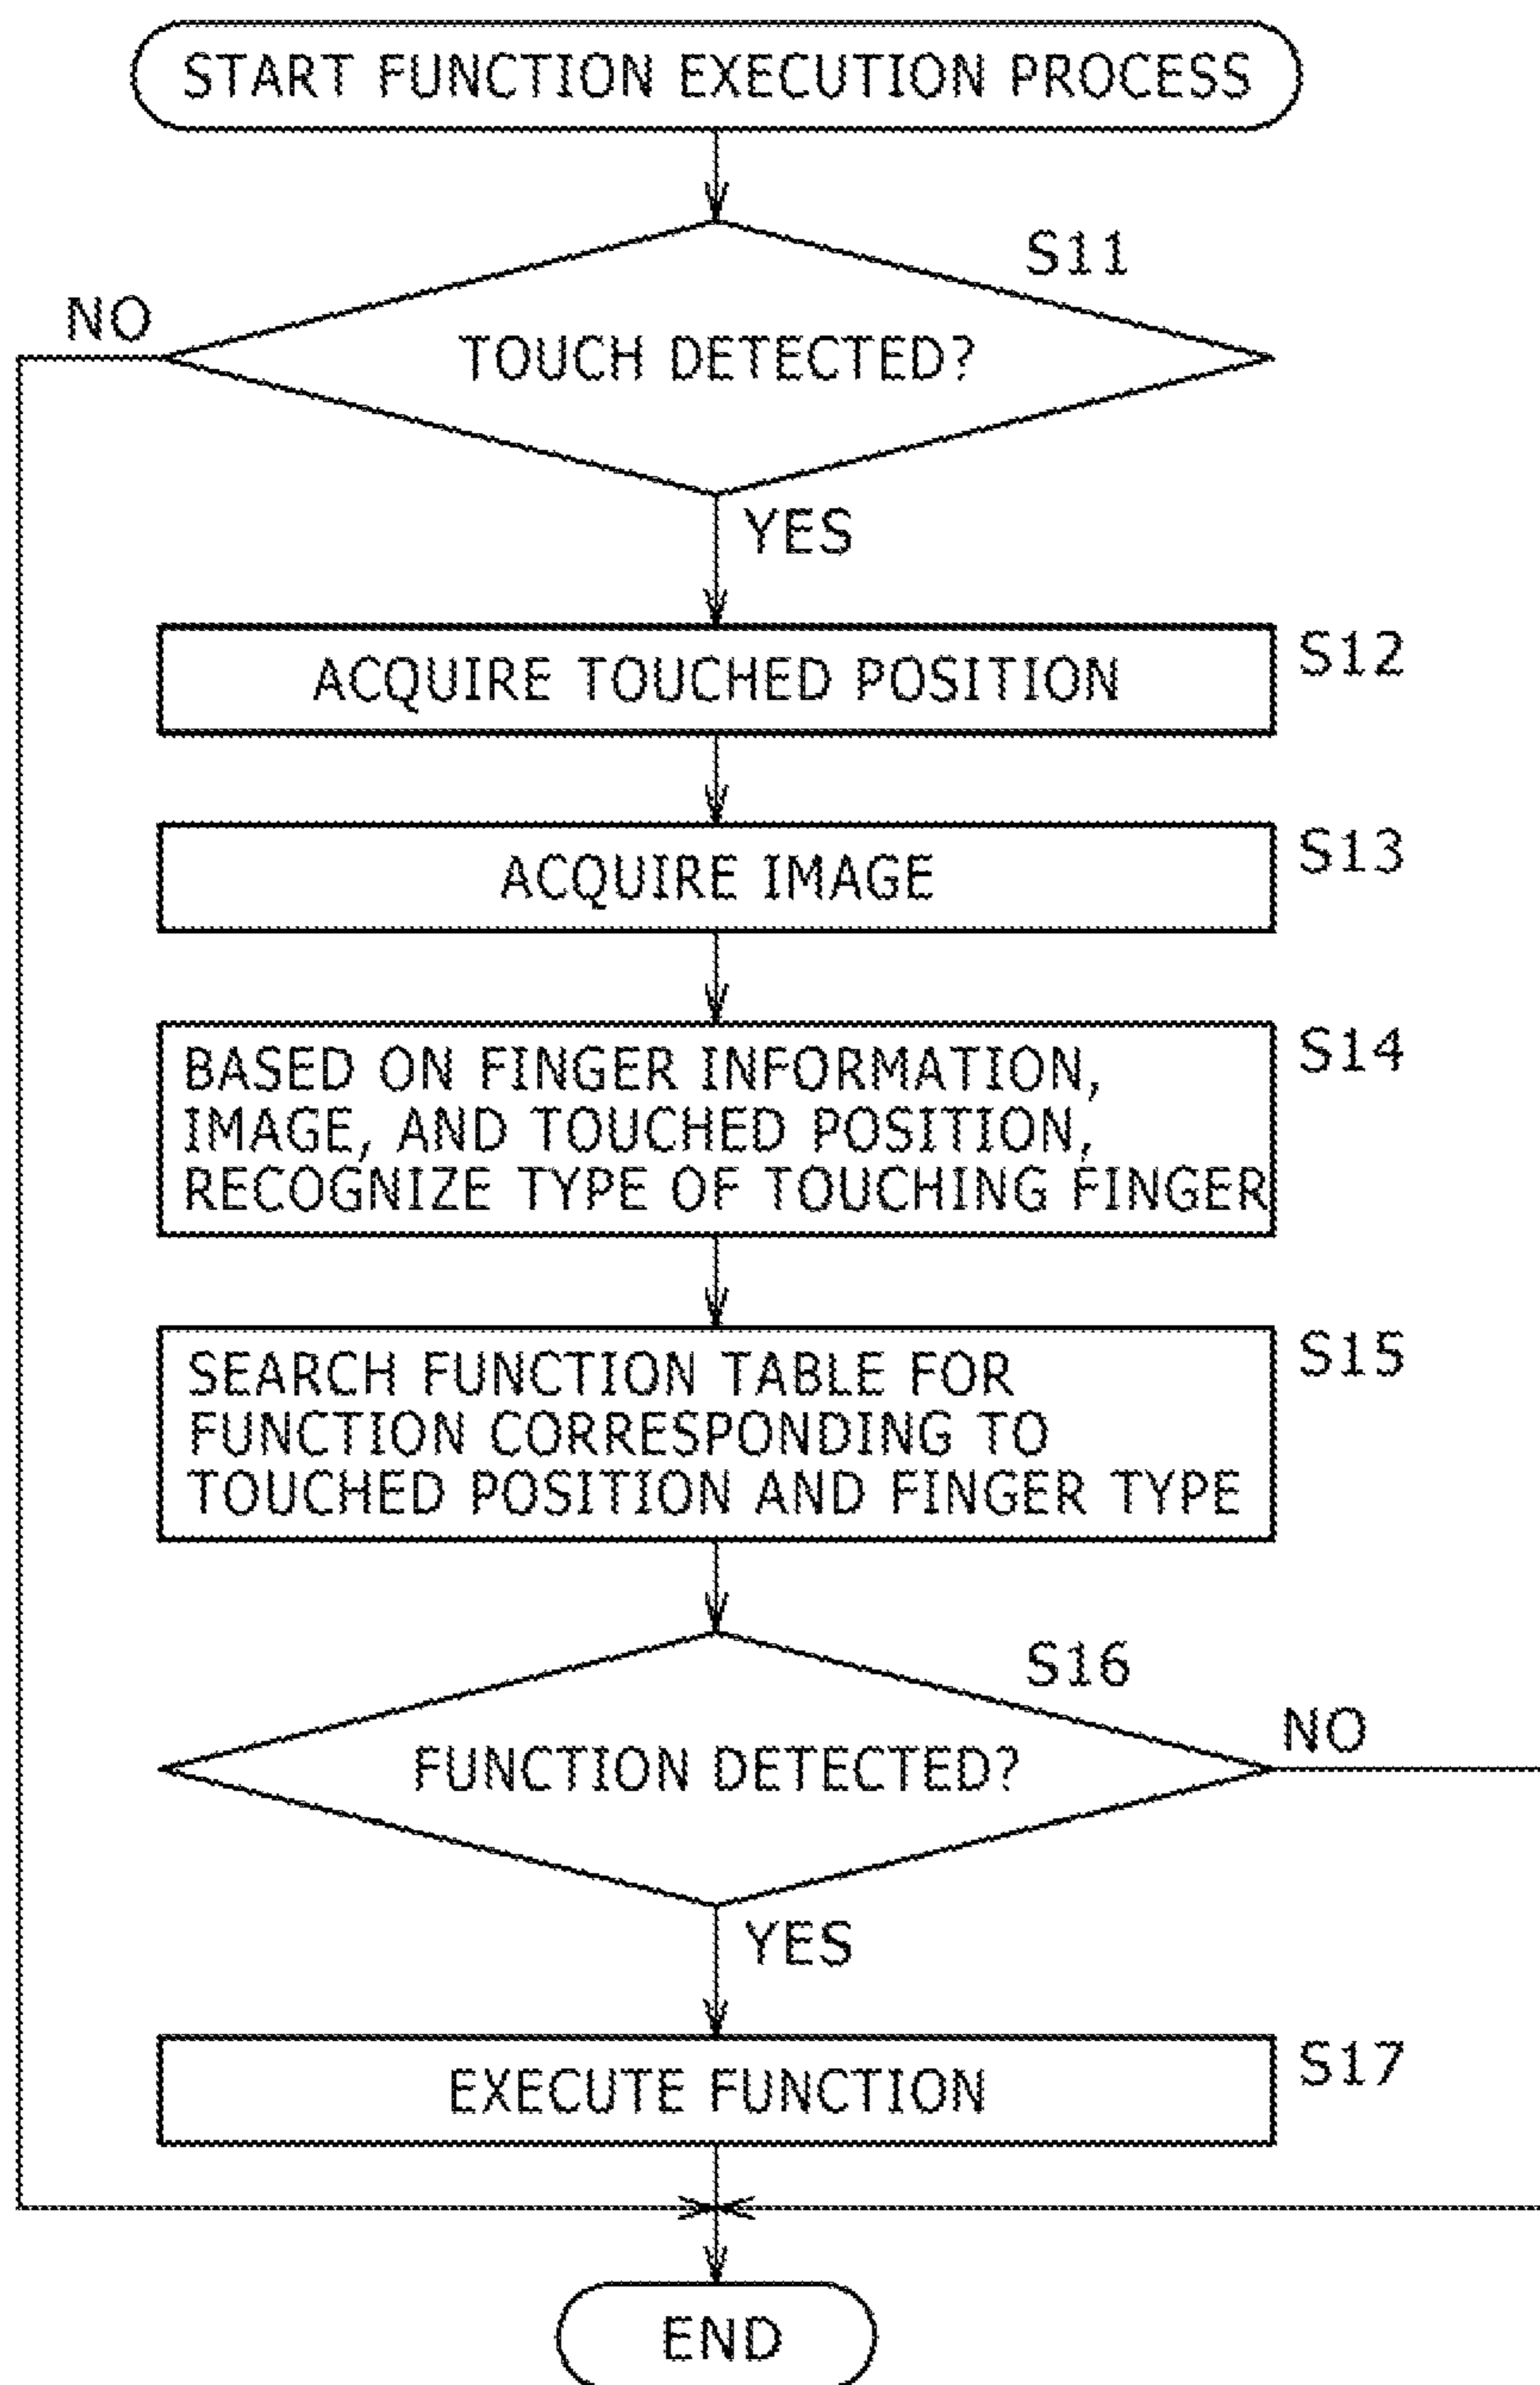 START FUNCTION EXECUTION PROCESS
S11
NO
TOUCH DETECTED?
YES
ACQUIRE TOUCHED POSITION
S12
ACQUIRE IMAGE
S13
BASED ON FINGER INFORMATION,
IMAGE, AND TOUCHED POSITION,
RECOGNIZE TYPE OF TOUCHING FINGER
S14
SEARCH FUNCTION TABLE FOR
FUNCTION CORRESPONDING TO
TOUCHED POSITION AND FINGER TYPE
S15
S16
NO
FUNCTION DETECTED?
YES
EXECUTE FUNCTION
S17
END